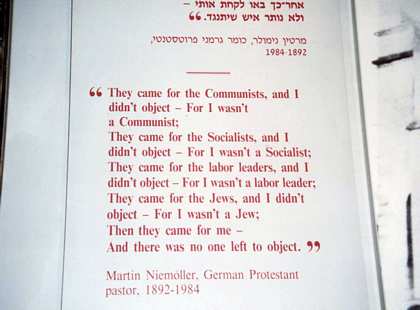 אחר־כך באו לקחת אותי -
ולא נותר איש שיתנגד.”
מרטין נימולר, כומר גרמני פרוטסטנטי,
1984-1892
“ They came for the Communists, and I
didn't object – For I wasn't
a Communist;
They came for the Socialists, and I
didn't object – For I wasn't a Socialist;
They came for the labor leaders, and I
didn't object – For I wasn't a labor leader;
They came for the Jews, and I didn't
object – For I wasn't a Jew;
Then they came for me –
And there was no one left to object. ”
Martin Niemöller, German Protestant
pastor, 1892-1984